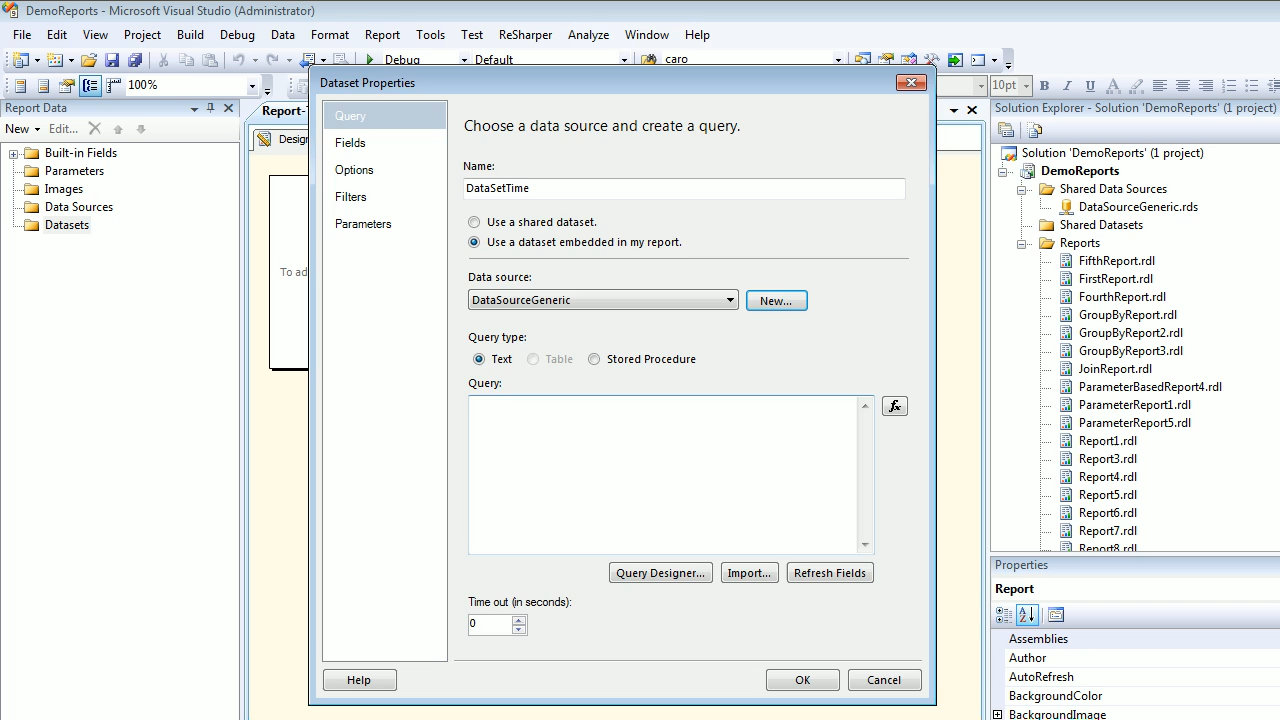 DemoReports - Microsoft Visual Studio (Administrator)
File Edit View Project Build Debug Data Format Report Tools Test ReSharper Analyze Window Help
Debug Default caro
100% 10pt B I U A
Report Data
New Edit...
Built-in Fields
Parameters
Images
Data Sources
Datasets
Report-T
Design
To ad
Dataset Properties
Query
Fields
Options
Filters
Parameters
Choose a data source and create a query.
Name:
DataSetTime
Use a shared dataset.
Use a dataset embedded in my report.
Data source:
DataSourceGeneric New...
Query type:
Text Table Stored Procedure
Query:
fx
Query Designer... Import... Refresh Fields
Time out (in seconds):
0
Help OK Cancel
Solution Explorer - Solution 'DemoReports' (1 project)
Solution 'DemoReports' (1 project)
DemoReports
Shared Data Sources
DataSourceGeneric.rds
Shared Datasets
Reports
FifthReport.rdl
FirstReport.rdl
FourthReport.rdl
GroupByReport.rdl
GroupByReport2.rdl
GroupByReport3.rdl
JoinReport.rdl
ParameterBasedReport4.rdl
ParameterReport1.rdl
ParameterReport5.rdl
Report1.rdl
Report3.rdl
Report4.rdl
Report5.rdl
Report6.rdl
Report7.rdl
Report8.rdl
Properties
Report
Assemblies
Author
AutoRefresh
BackgroundColor
BackgroundImage